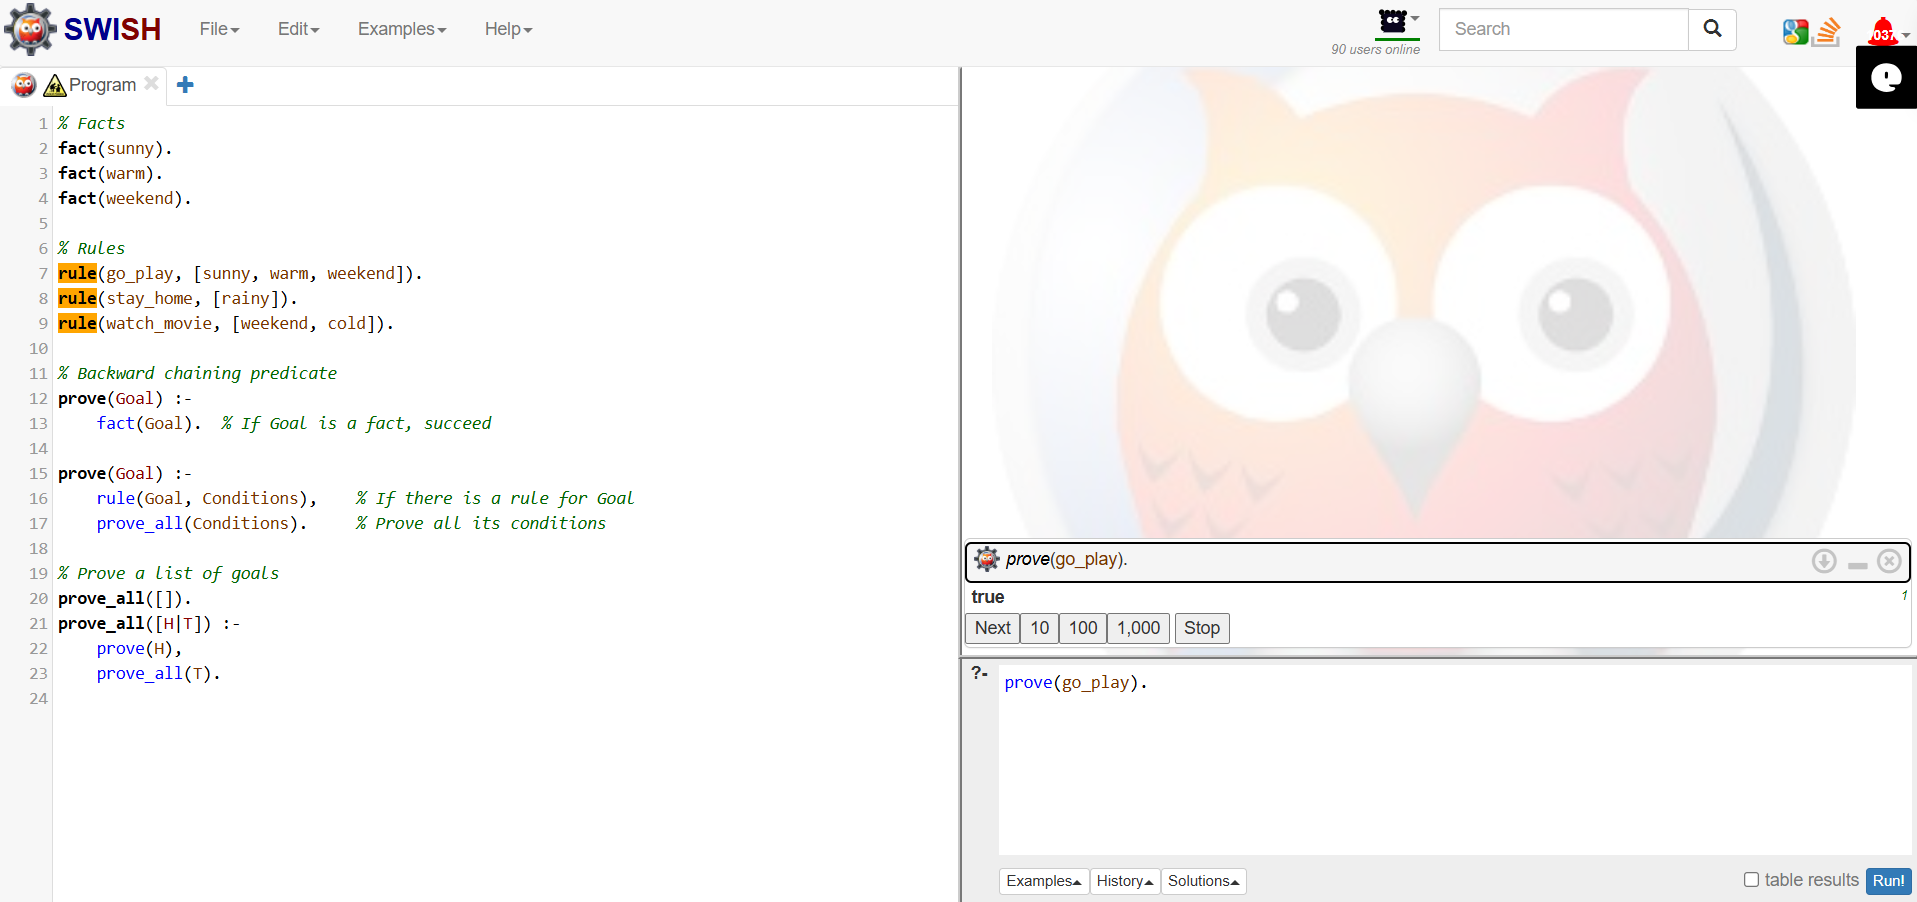 SWISH File Edit Examples Help 90 users online Search 037
Program
1 % Facts
2 fact(sunny).
3 fact(warm).
4 fact(weekend).
5
6 % Rules
7 rule(go_play, [sunny, warm, weekend]).
8 rule(stay_home, [rainy]).
9 rule(watch_movie, [weekend, cold]).
10
11 % Backward chaining predicate
12 prove(Goal) :-
13 fact(Goal). % If Goal is a fact, succeed
14
15 prove(Goal) :-
16 rule(Goal, Conditions), % If there is a rule for Goal
17 prove_all(Conditions). % Prove all its conditions
18
19 % Prove a list of goals
20 prove_all([]).
21 prove_all([H|T]) :-
22 prove(H),
23 prove_all(T).
24
prove(go_play).
true 1
Next 10 100 1,000 Stop
?- prove(go_play).
Examples History Solutions table results Run!